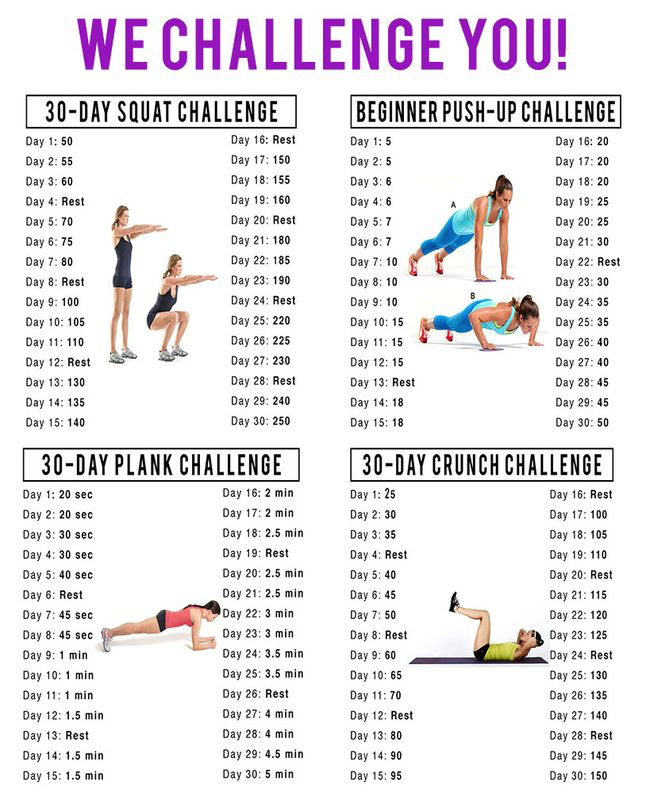 WE CHALLENGE YOU!
30-DAY SQUAT CHALLENGE
Day 1: 50
Day 2: 55
Day 3: 60
Day 4: Rest
Day 5: 70
Day 6: 75
Day 7: 80
Day 8: Rest
Day 9: 100
Day 10: 105
Day 11: 110
Day 12: Rest
Day 13: 130
Day 14: 135
Day 15: 140
Day 16: Rest
Day 17: 150
Day 18: 155
Day 19: 160
Day 20: Rest
Day 21: 180
Day 22: 185
Day 23: 190
Day 24: Rest
Day 25: 220
Day 26: 225
Day 27: 230
Day 28: Rest
Day 29: 240
Day 30: 250
BEGINNER PUSH-UP CHALLENGE
Day 1: 5
Day 2: 5
Day 3: 6
Day 4: 6
Day 5: 7
Day 6: 7
Day 7: 10
Day 8: 10
Day 9: 10
Day 10: 15
Day 11: 15
Day 12: 15
Day 13: Rest
Day 14: 18
Day 15: 18
A
B
Day 16: 20
Day 17: 20
Day 18: 20
Day 19: 25
Day 20: 25
Day 21: 30
Day 22: Rest
Day 23: 30
Day 24: 35
Day 25: 35
Day 26: 40
Day 27: 40
Day 28: 45
Day 29: 45
Day 30: 50
30-DAY PLANK CHALLENGE
Day 1: 20 sec
Day 2: 20 sec
Day 3: 30 sec
Day 4: 30 sec
Day 5: 40 sec
Day 6: Rest
Day 7: 45 sec
Day 8: 45 sec
Day 9: 1 min
Day 10: 1 min
Day 11: 1 min
Day 12: 1.5 min
Day 13: Rest
Day 14: 1.5 min
Day 15: 1.5 min
Day 16: 2 min
Day 17: 2 min
Day 18: 2.5 min
Day 19: Rest
Day 20: 2.5 min
Day 21: 2.5 min
Day 22: 3 min
Day 23: 3 min
Day 24: 3.5 min
Day 25: 3.5 min
Day 26: Rest
Day 27: 4 min
Day 28: 4 min
Day 29: 4.5 min
Day 30: 5 min
30-DAY CRUNCH CHALLENGE
Day 1: 25
Day 2: 30
Day 3: 35
Day 4: Rest
Day 5: 40
Day 6: 45
Day 7: 50
Day 8: Rest
Day 9: 60
Day 10: 65
Day 11: 70
Day 12: Rest
Day 13: 80
Day 14: 90
Day 15: 95
Day 16: Rest
Day 17: 100
Day 18: 105
Day 19: 110
Day 20: Rest
Day 21: 115
Day 22: 120
Day 23: 125
Day 24: Rest
Day 25: 130
Day 26: 135
Day 27: 140
Day 28: Rest
Day 29: 145
Day 30: 150